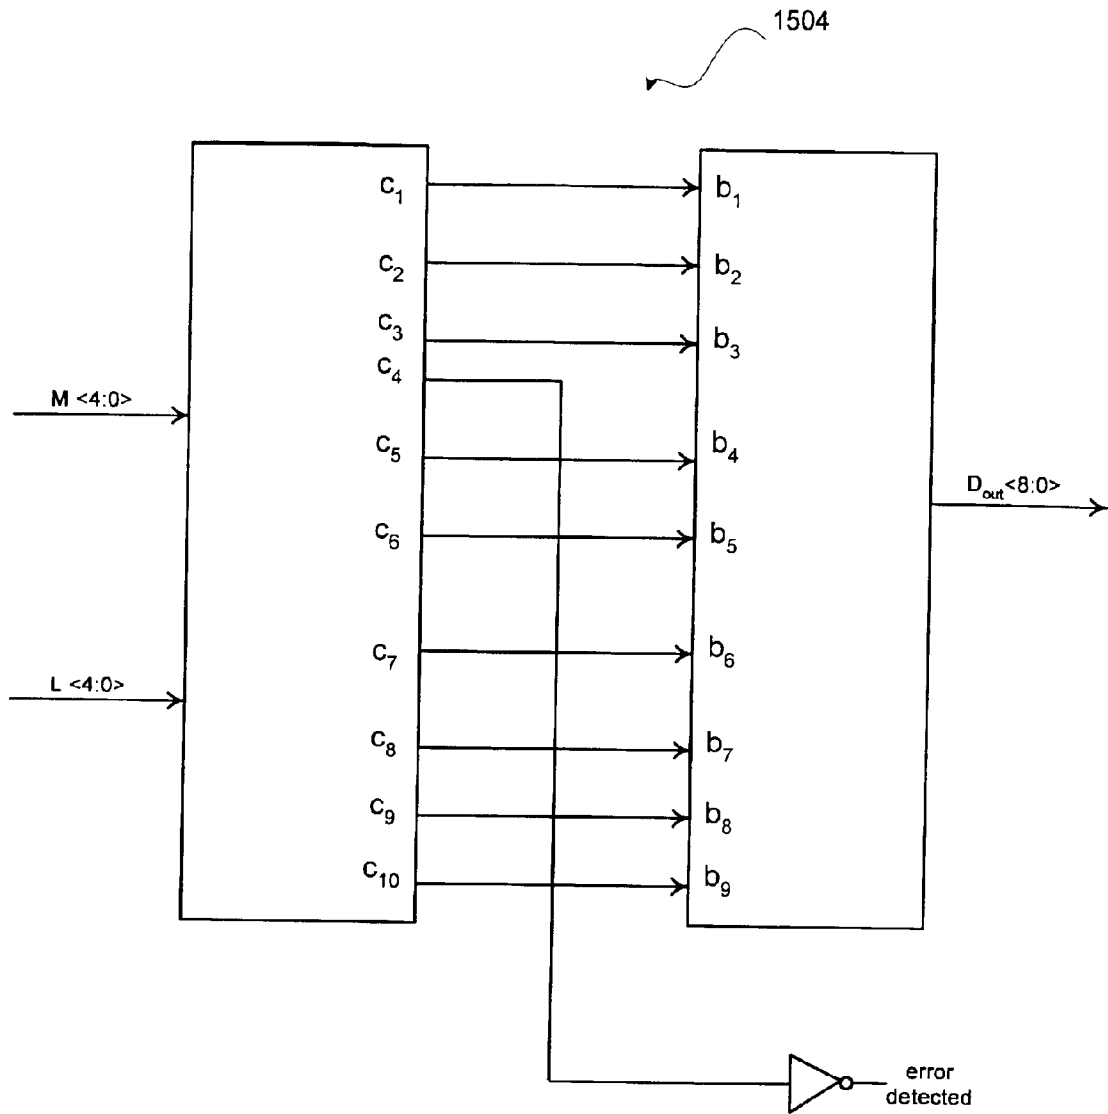 1504
c1 b1
c2 b2
c3 b3
c4
M <4:0>
c5 b4
Dout<8:0>
c6 b5
c7 b6
L <4:0>
c8 b7
c9 b8
c10 b9
error
detected